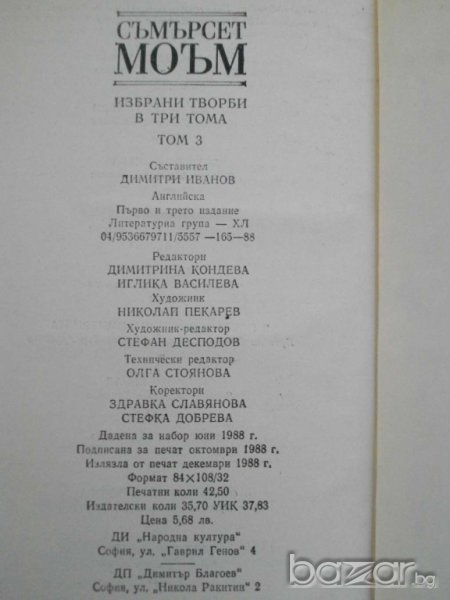 СЪМЪРСЕТ
МОЪМ
ИЗБРАНИ ТВОРБИ
В ТРИ ТОМА
ТОМ 3
Съставител
ДИМИТРИ ИВАНОВ
Английска
Първо и трето издание
Литературна група — ХЛ
04/9536679711/5557 —165—88
Редактори
ДИМИТРИНА КОНДЕВА
ИГЛИКА ВАСИЛЕВА
Художник
НИКОЛАЙ ПЕКАРЕВ
Художник-редактор
СТЕФАН ДЕСПОДОВ
Технически редактор
ОЛГА СТОЯНОВА
Коректори
ЗДРАВКА СЛАВЯНОВА
СТЕФКА ДОБРЕВА
Дадена за набор юни 1988 г.
Подписана за печат октомври 1988 г.
Излязла от печат декември 1988 г.
Формат 84×108/32
Печатни коли 42,50
Издателски коли 35,70 УИК 37,83
Цена 5,68 лв.
ДИ „Народна култура"
София, ул. „Гаврил Генов" 4
ДП „Димитър Благоев"
София, ул. „Никола Ракитин" 2
bazar.bg